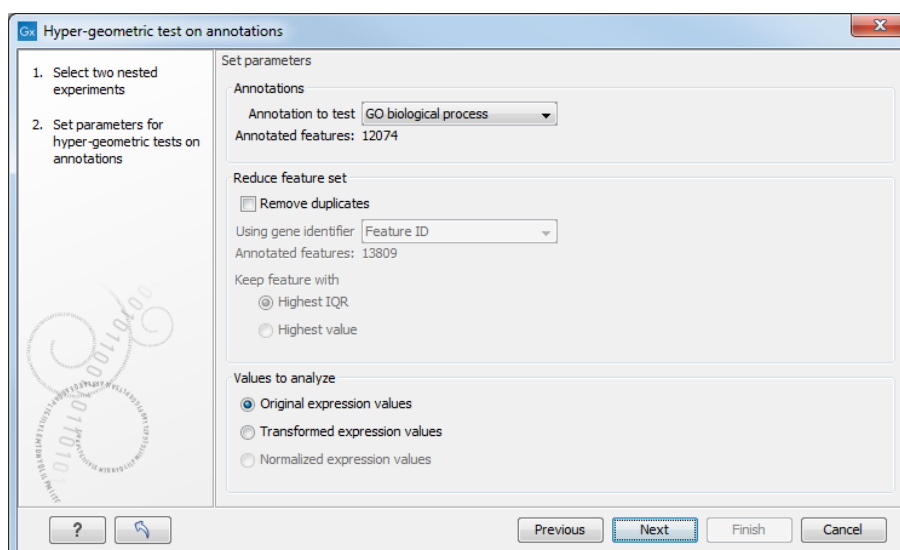 Gx Hyper-geometric test on annotations
1. Select two nested
experiments
2. Set parameters for
hyper-geometric tests on
annotations
Set parameters
Annotations
Annotation to test GO biological process
Annotated features: 12074
Reduce feature set
Remove duplicates
Using gene identifier Feature ID
Annotated features: 13809
Keep feature with
Highest IQR
Highest value
Values to analyze
Original expression values
Transformed expression values
Normalized expression values
? Previous Next Finish Cancel